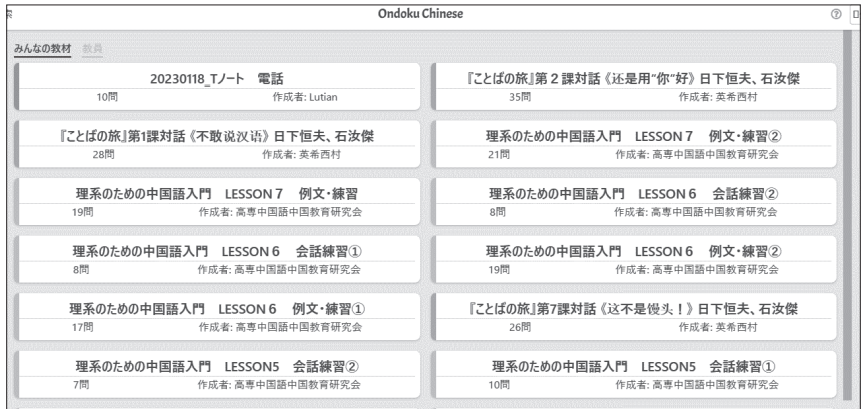 Ondoku Chinese
みんなの教材 教員
20230118_Tノート　電話
10問 作成者: Lutian
『ことばの旅』第２課対話《还是用“你”好》日下恒夫、石汝傑
35問 作成者: 英希西村
『ことばの旅』第1課対話《不敢说汉语》日下恒夫、石汝傑
28問 作成者: 英希西村
理系のための中国語入門　LESSON７　例文・練習②
21問 作成者: 高専中国語中国教育研究会
理系のための中国語入門　LESSON７　例文・練習
19問 作成者: 高専中国語中国教育研究会
理系のための中国語入門　LESSON６　会話練習②
8問 作成者: 高専中国語中国教育研究会
理系のための中国語入門　LESSON６　会話練習①
8問 作成者: 高専中国語中国教育研究会
理系のための中国語入門　LESSON６　例文・練習②
19問 作成者: 高専中国語中国教育研究会
理系のための中国語入門　LESSON６　例文・練習①
17問 作成者: 高専中国語中国教育研究会
『ことばの旅』第7課対話《这不是馒头！》日下恒夫、石汝傑
26問 作成者: 英希西村
理系のための中国語入門　LESSON5　会話練習②
7問 作成者: 高専中国語中国教育研究会
理系のための中国語入門　LESSON5　会話練習①
10問 作成者: 高専中国語中国教育研究会